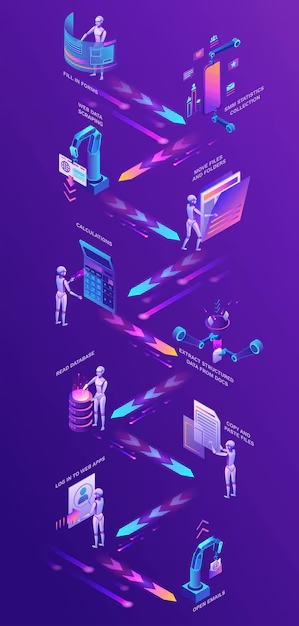 FILL-IN FORMS
SMM STATISTICS
COLLECTION
WEB DATA
SCRAPING
MOVE FILES
AND FOLDERS
CALCULATIONS
EXTRACT STRUCTURED
DATA FROM DOCS
READ DATABASE
COPY AND
PASTE FILES
LOG IN TO WEB APPS
OPEN EMAILS